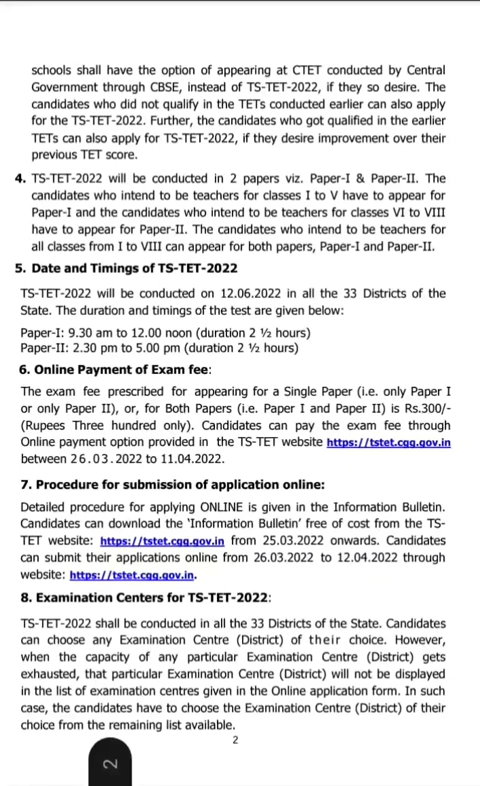 schools shall have the option of appearing at CTET conducted by Central
Government through CBSE, instead of TS-TET-2022, if they so desire. The
candidates who did not qualify in the TETs conducted earlier can also apply
for the TS-TET-2022. Further, the candidates who got qualified in the earlier
TETs can also apply for TS-TET-2022, if they desire improvement over their
previous TET score.
4. TS-TET-2022 will be conducted in 2 papers viz. Paper-I & Paper-II. The
candidates who intend to be teachers for classes I to V have to appear for
Paper-I and the candidates who intend to be teachers for classes VI to VIII
have to appear for Paper-II. The candidates who intend to be teachers for
all classes from I to VIII can appear for both papers, Paper-I and Paper-II.
5. Date and Timings of TS-TET-2022
TS-TET-2022 will be conducted on 12.06.2022 in all the 33 Districts of the
State. The duration and timings of the test are given below:
Paper-I: 9.30 am to 12.00 noon (duration 2 ½ hours)
Paper-II: 2.30 pm to 5.00 pm (duration 2 ½ hours)
6. Online Payment of Exam fee:
The exam fee prescribed for appearing for a Single Paper (i.e. only Paper I
or only Paper II), or, for Both Papers (i.e. Paper I and Paper II) is Rs.300/-
(Rupees Three hundred only). Candidates can pay the exam fee through
Online payment option provided in the TS-TET website https://tstet.cgg.gov.in
between 26.03.2022 to 11.04.2022.
7. Procedure for submission of application online:
Detailed procedure for applying ONLINE is given in the Information Bulletin.
Candidates can download the 'Information Bulletin' free of cost from the TS-
TET website: https://tstet.cgg.gov.in from 25.03.2022 onwards. Candidates
can submit their applications online from 26.03.2022 to 12.04.2022 through
website: https://tstet.cgg.gov.in.
8. Examination Centers for TS-TET-2022:
TS-TET-2022 shall be conducted in all the 33 Districts of the State. Candidates
can choose any Examination Centre (District) of their choice. However,
when the capacity of any particular Examination Centre (District) gets
exhausted, that particular Examination Centre (District) will not be displayed
in the list of examination centres given in the Online application form. In such
case, the candidates have to choose the Examination Centre (District) of their
choice from the remaining list available.
2
2